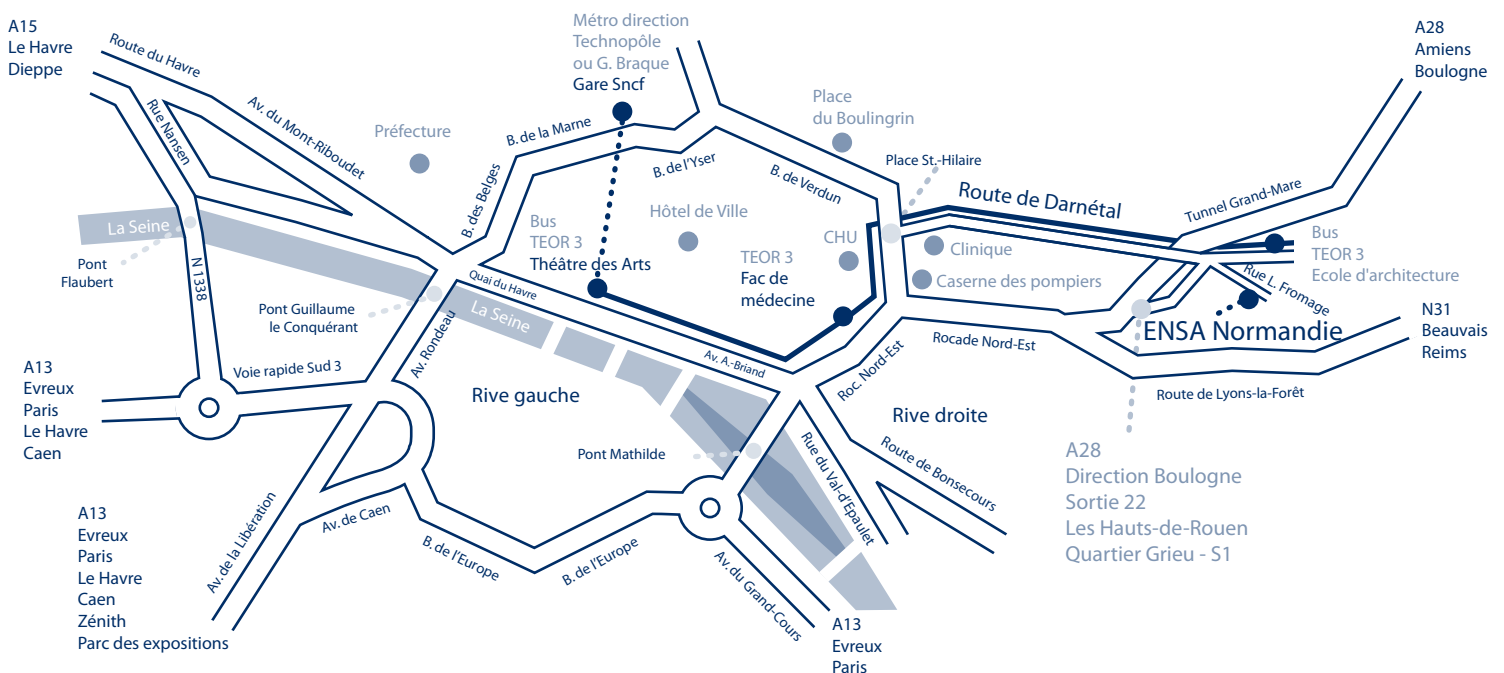 A15
Le Havre
Dieppe
Route du Havre
Av. du Mont-Riboudet
Rue Nansen
Préfecture
Métro direction
Technopôle
ou G. Braque
Gare Sncf
B. de la Marne
B. de l'Yser
B. des Belges
Place
du Boulingrin
B. de Verdun
Place St.-Hilaire
Route de Darnétal
Tunnel Grand-Mare
A28
Amiens
Boulogne
La Seine
Pont
Flaubert
N 1338
Bus
TEOR 3
Théâtre des Arts
Hôtel de Ville
TEOR 3
Fac de
médecine
CHU
Clinique
Caserne des pompiers
Bus
TEOR 3
Ecole d'architecture
Rue L. Fromage
ENSA Normandie
N31
Beauvais
Reims
Pont Guillaume
le Conquérant
Quai du Havre
La Seine
Av. Rondeau
Av. A.-Briand
Roc. Nord-Est
Rocade Nord-Est
Route de Lyons-la-Forêt
A13
Evreux
Paris
Le Havre
Caen
Voie rapide Sud 3
Rive gauche
Rive droite
Pont Mathilde
Rue du Val-d'Epaulet
Route de Bonsecours
A28
Direction Boulogne
Sortie 22
Les Hauts-de-Rouen
Quartier Grieu - S1
A13
Evreux
Paris
Le Havre
Caen
Zénith
Parc des expositions
Av. de la Libération
Av. de Caen
B. de l'Europe
B. de l'Europe
Av. du Grand-Cours
A13
Evreux
Paris